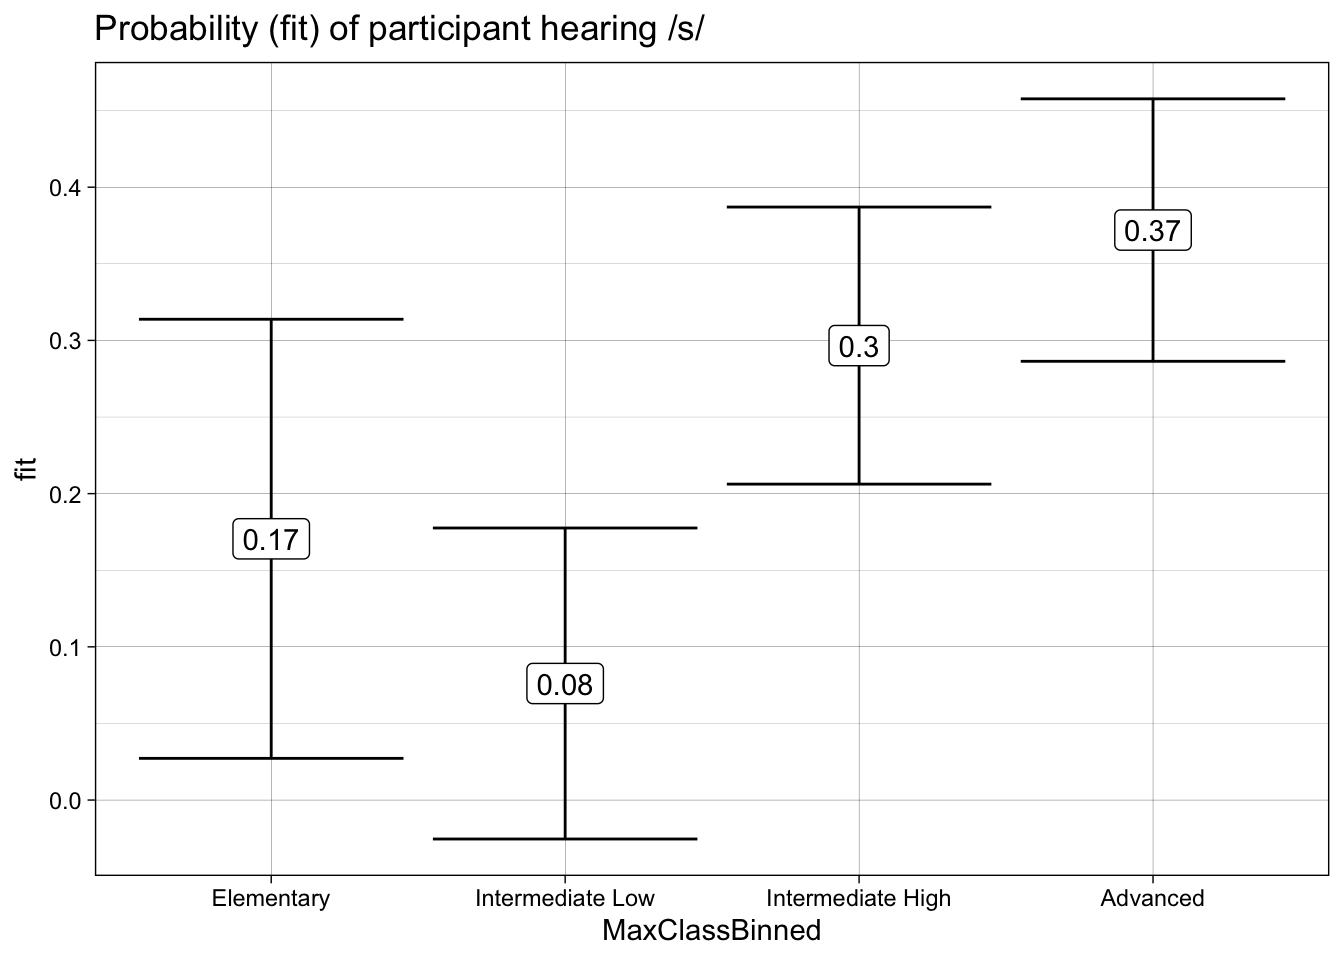 Probability (fit) of participant hearing /s/
0.4
0.3
0.2
0.1
0.0
fit
0.17
0.08
0.3
0.37
Elementary
Intermediate Low
Intermediate High
Advanced
MaxClassBinned